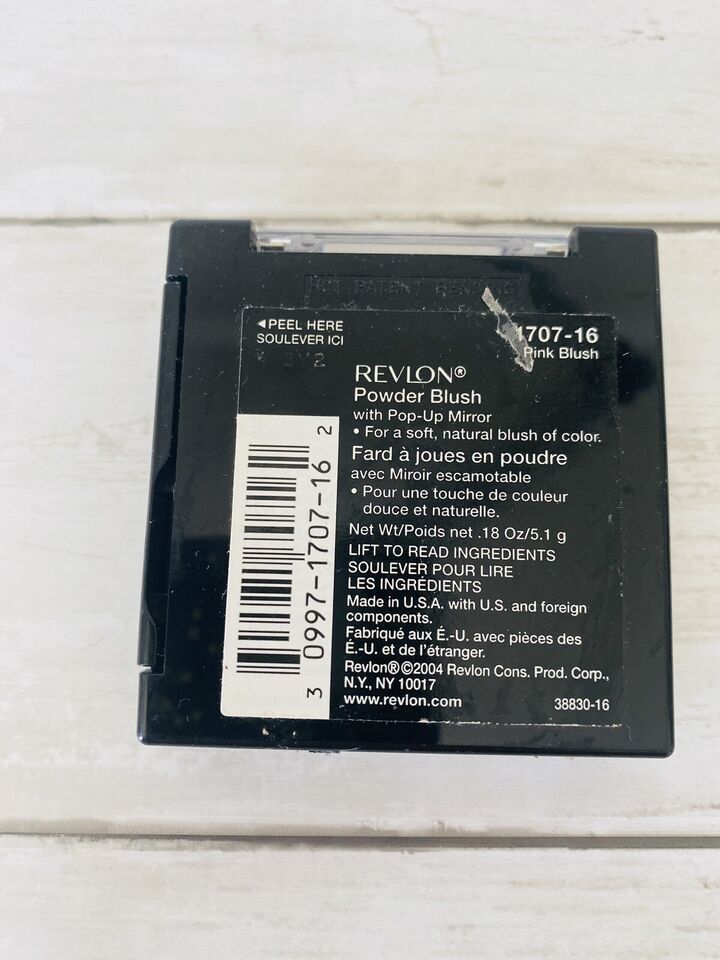 HCT PATENT PENDING
◄PEEL HERE
SOULEVER ICI
1707-16
Pink Blush
REVLON®
Powder Blush
with Pop-Up Mirror
• For a soft, natural blush of color.
Fard à joues en poudre
avec Miroir escamotable
• Pour une touche de couleur
douce et naturelle.
Net Wt/Poids net .18 Oz/5.1 g
LIFT TO READ INGREDIENTS
SOULEVER POUR LIRE
LES INGRÉDIENTS
Made in U.S.A. with U.S. and foreign
components.
Fabriqué aux É.-U. avec pièces des
É.-U. et de l'étranger.
Revlon®©2004 Revlon Cons. Prod. Corp.,
N.Y., NY 10017
www.revlon.com
38830-16
3 0997-1707-16 2